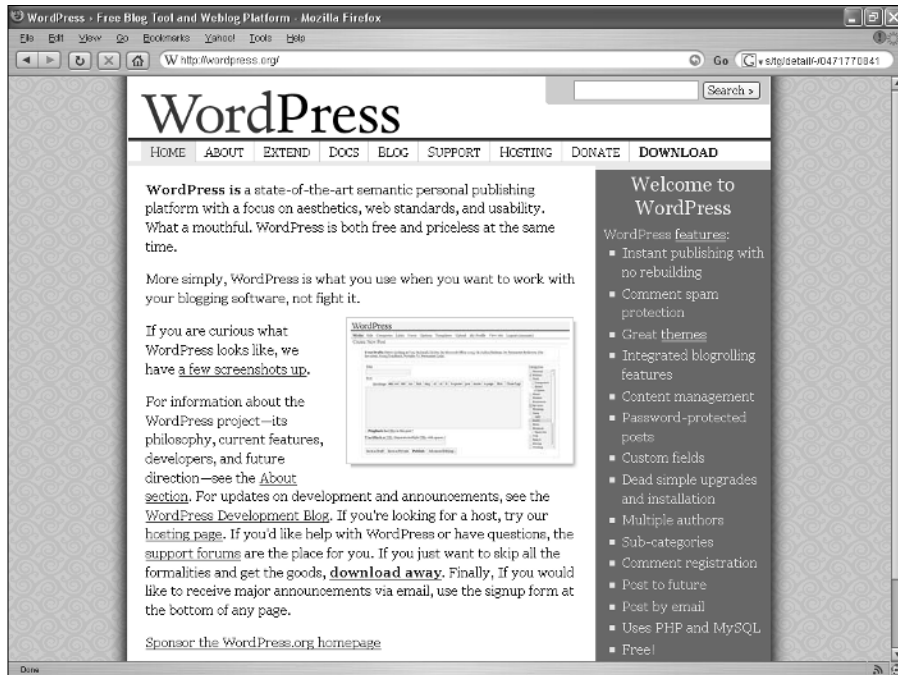 WordPress › Free Blog Tool and Weblog Platform - Mozilla Firefox
File Edit View Go Bookmarks Yahoo! Tools Help
W http://wordpress.org/ Go G s/tg/detail/-/0471770841
Search »
WordPress
HOME ABOUT EXTEND DOCS BLOG SUPPORT HOSTING DONATE DOWNLOAD
WordPress is a state-of-the-art semantic personal publishing
platform with a focus on aesthetics, web standards, and usability.
What a mouthful. WordPress is both free and priceless at the same
time.
More simply, WordPress is what you use when you want to work with
your blogging software, not fight it.
If you are curious what
WordPress looks like, we
have a few screenshots up.
WordPress
For information about the
WordPress project—its
philosophy, current features,
developers, and future
direction—see the About
section. For updates on development and announcements, see the
WordPress Development Blog. If you're looking for a host, try our
hosting page. If you'd like help with WordPress or have questions, the
support forums are the place for you. If you just want to skip all the
formalities and get the goods, download away. Finally, If you would
like to receive major announcements via email, use the signup form at
the bottom of any page.
Sponsor the WordPress.org homepage
Welcome to
WordPress
WordPress features:
Instant publishing with
no rebuilding
Comment spam
protection
Great themes
Integrated blogrolling
features
Content management
Password-protected
posts
Custom fields
Dead simple upgrades
and installation
Multiple authors
Sub-categories
Comment registration
Post to future
Post by email
Uses PHP and MySQL
Free!
Done